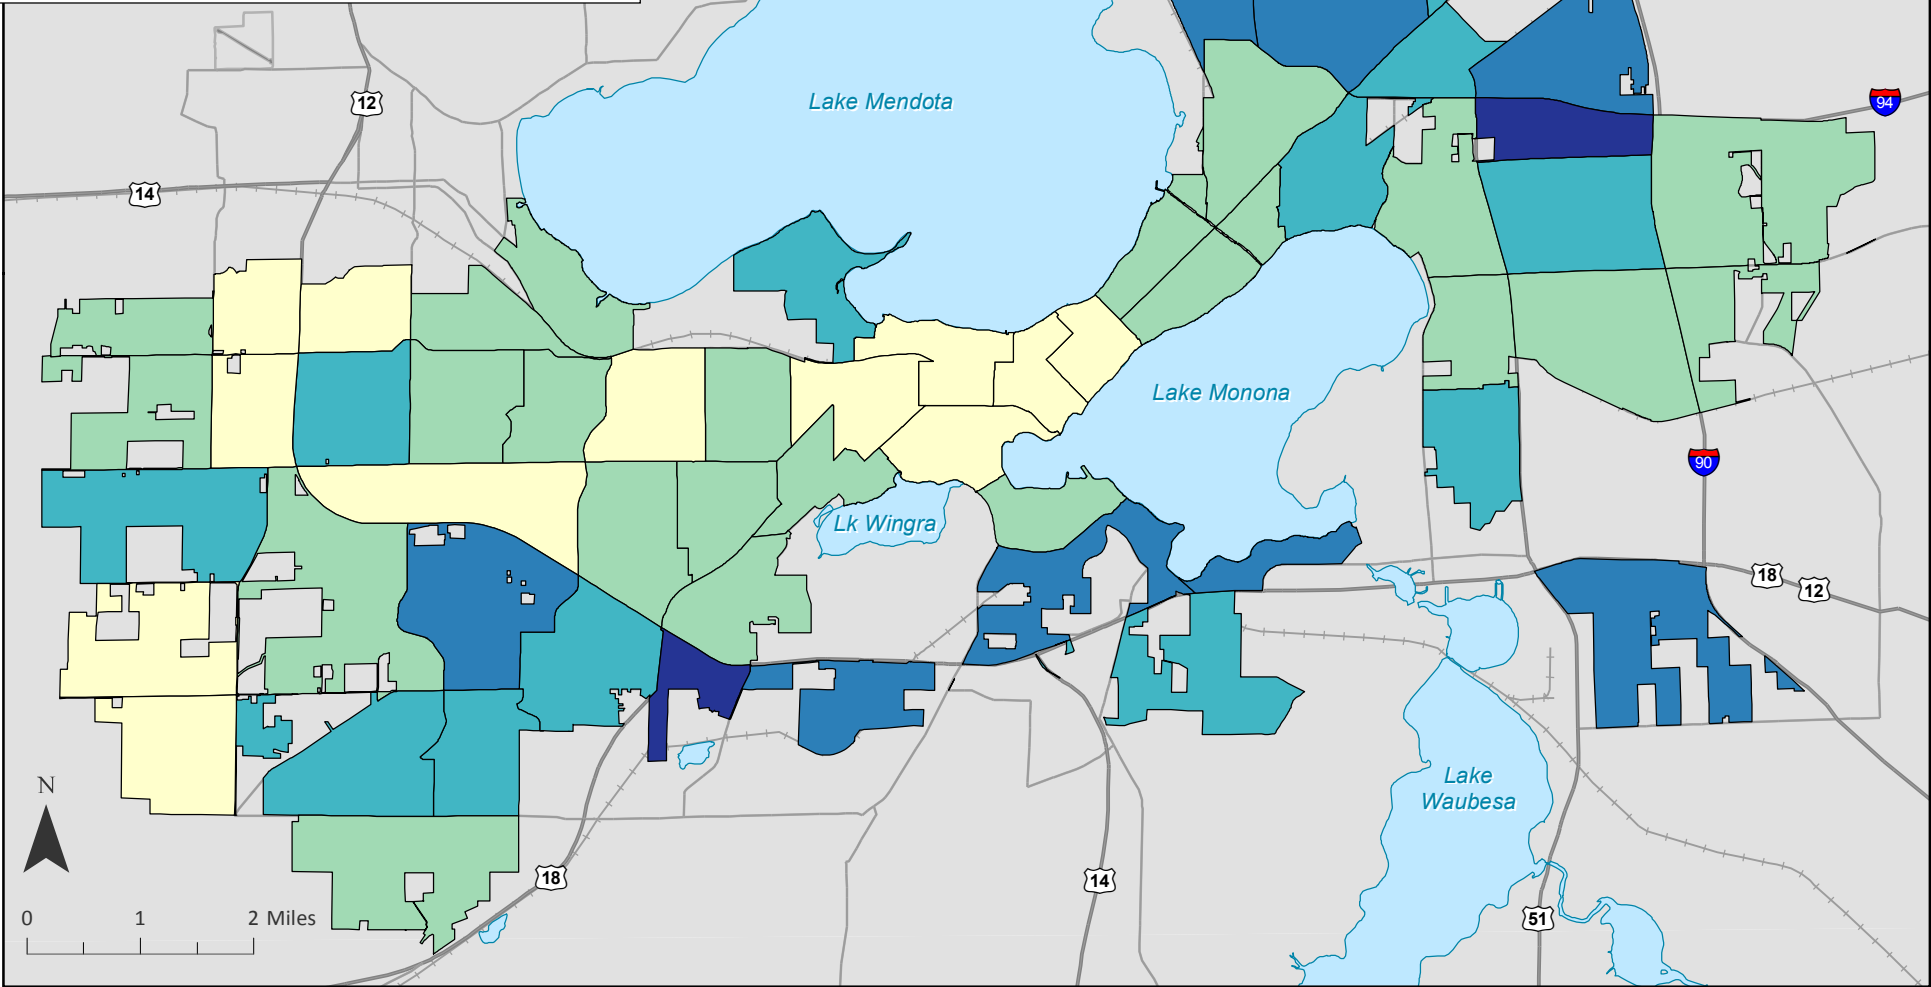 Lake Mendota
12
94
14
Lake Monona
90
Lk Wingra
18
12
Lake
Waubesa
N
18
14
0 1 2 Miles
51